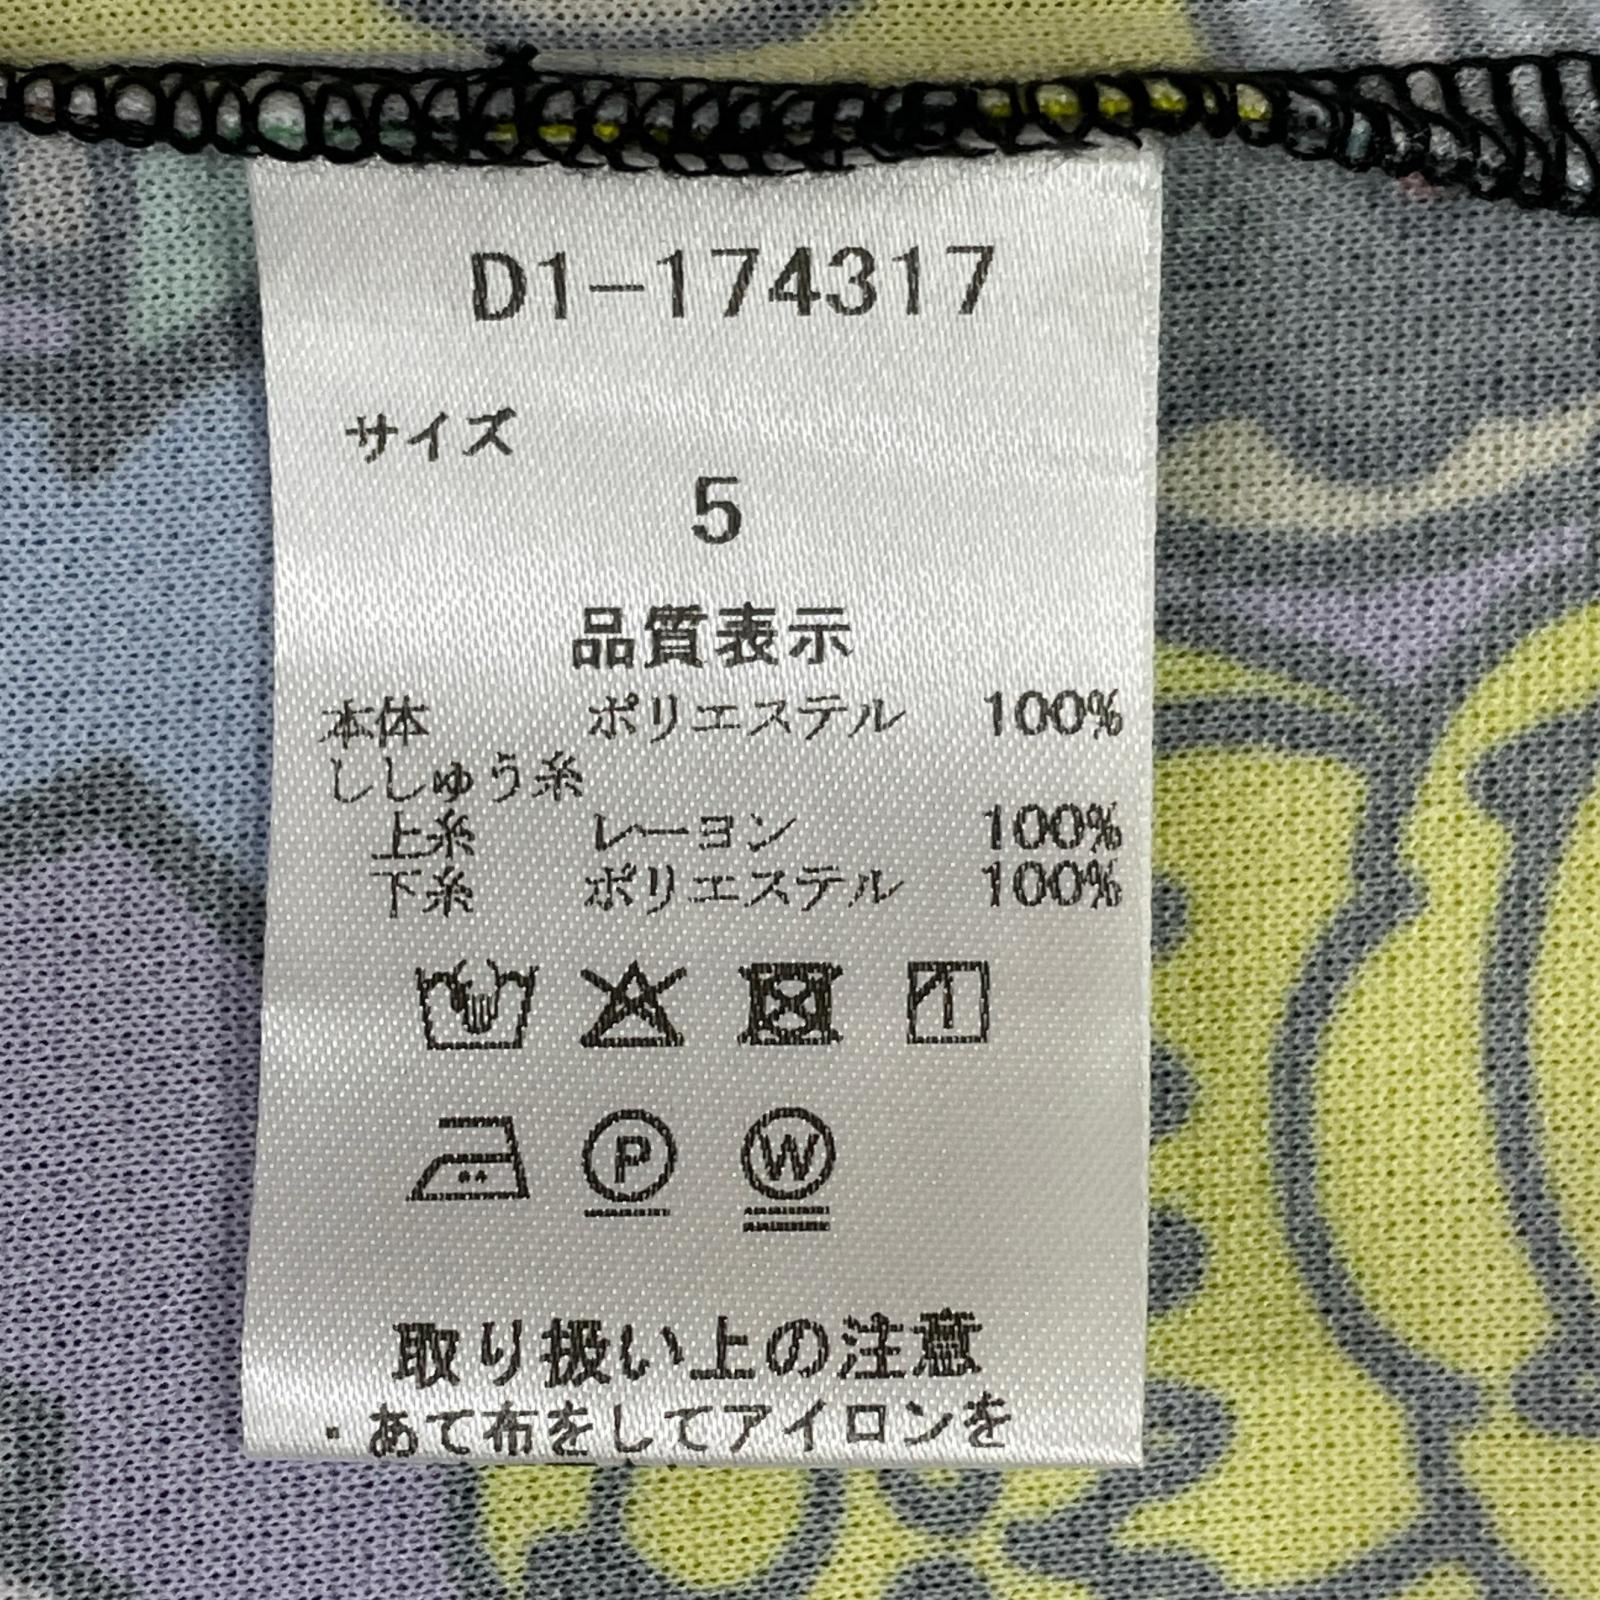 D1-174317
サイズ
5
品質表示
本体 ポリエステル 100%
ししゅう糸
上糸 レーヨン 100%
下糸 ポリエステル 100%
P W
取り扱い上の注意
・あて布をしてアイロンを